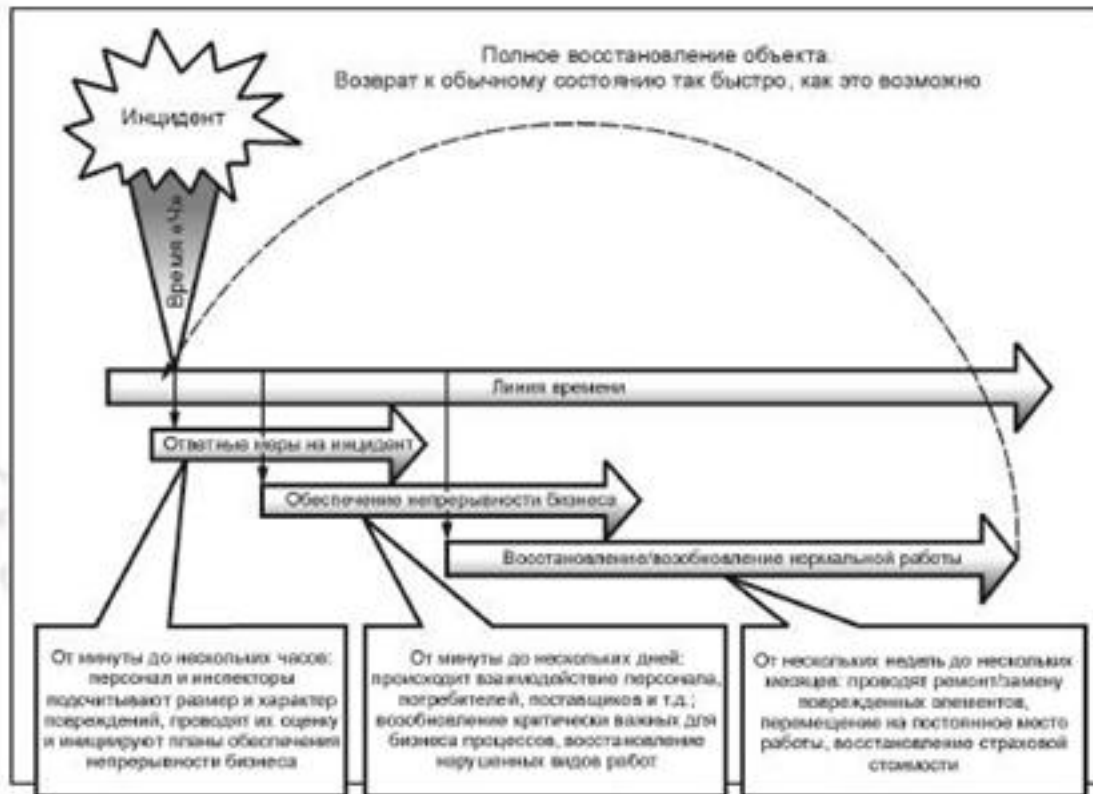 Полное восстановление объекта:
Возврат к обычному состоянию так быстро, как это возможно
Инцидент
Время «Ч»
Линия времени
Ответные меры на инцидент
Обеспечение непрерывности бизнеса
Восстановление/возобновление нормальной работы
От минуты до нескольких часов:
персонал и инспекторы
подсчитывают размер и характер
повреждений, проводят их оценку
и инициируют планы обеспечения
непрерывности бизнеса
От минуты до нескольких дней:
происходит взаимодействие персонала,
потребителей, поставщиков и т.д.;
возобновление критически важных для
бизнеса процессов, восстановление
нарушенных видов работ
От нескольких недель до нескольких
месяцев: проводят ремонт/замену
поврежденных элементов,
перемещение на постоянное место
работы, восстановление страховой
стоимости